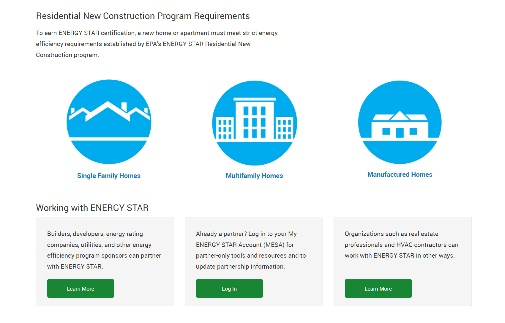 Residential New Construction Program Requirements
To earn ENERGY STAR certification, a new home or apartment must meet strict energy
efficiency requirements established by EPA's ENERGY STAR Residential New
Construction program.
Single Family Homes
Multifamily Homes
Manufactured Homes
Working with ENERGY STAR
Builders, developers, energy rating
companies, utilities, and other energy
efficiency program sponsors can partner
with ENERGY STAR.
Learn More
Already a partner? Log in to your My
ENERGY STAR Account (MESA) for
partner-only tools and resources and to
update partnership information.
Log In
Organizations such as real estate
professionals and HVAC contractors can
work with ENERGY STAR in other ways.
Learn More